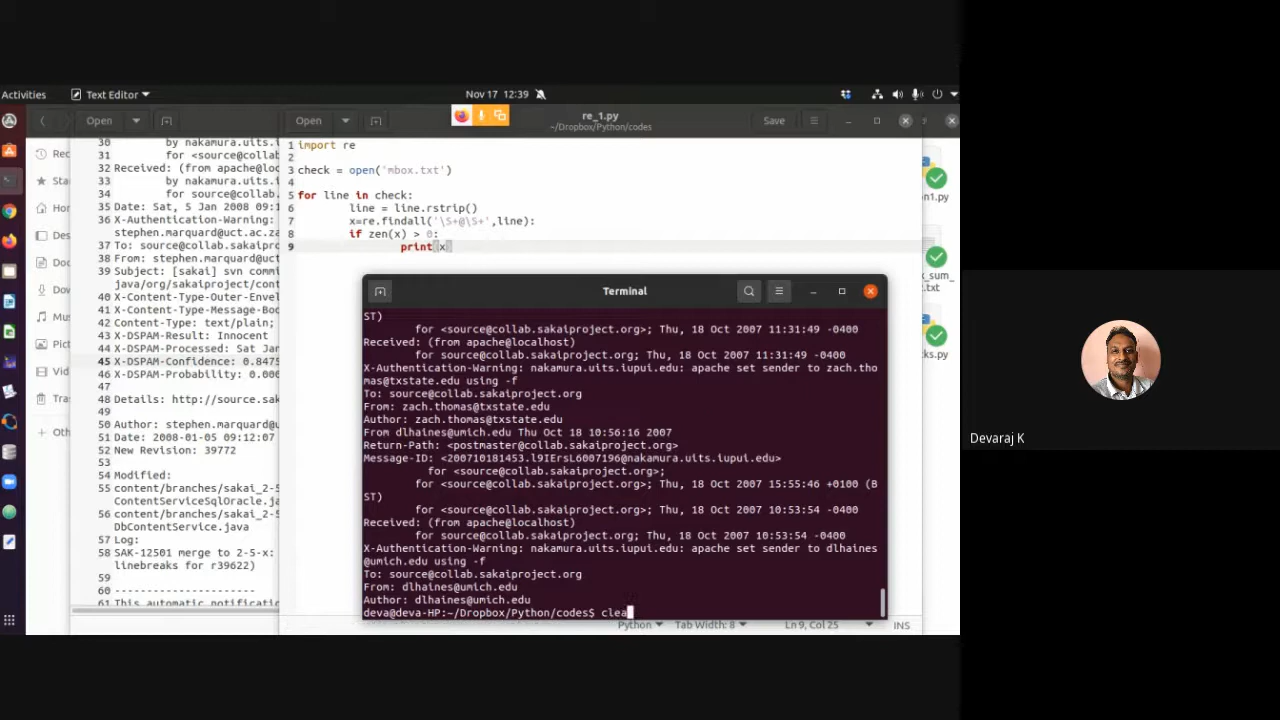 Activities
Text Editor
Nov 17 12:39
Open
30 by nakamura.uits.i
31 for <source@collab
32 Received: (from apache@loc
33 by nakamura.uits.i
34 for source@collab.
35 Date: Sat, 5 Jan 2008 09:1
36 X-Authentication-Warning:
stephen.marquard@uct.ac.za
37 To: source@collab.sakaipro
38 From: stephen.marquard@uct
39 Subject: [sakai] svn commi
java/org/sakaiproject/cont
40 X-Content-Type-Outer-Envel
41 X-Content-Type-Message-Bod
42 Content-Type: text/plain;
43 X-DSPAM-Result: Innocent
44 X-DSPAM-Processed: Sat Jan
45 X-DSPAM-Confidence: 0.8475
46 X-DSPAM-Probability: 0.000
47
48 Details: http://source.sak
49
50 Author: stephen.marquard@u
51 Date: 2008-01-05 09:12:07
52 New Revision: 39772
53
54 Modified:
55 content/branches/sakai_2-5
ContentServiceSqlOracle.ja
56 content/branches/sakai_2-5
DbContentService.java
57 Log:
58 SAK-12501 merge to 2-5-x:
linebreaks for r39622)
59
60 ----------------------
61 This automatic notificatio
Rec
Sta
Hor
Des
Doc
Dov
Mus
Pict
Vid
Tras
Oth
Open
re_1.py
~/Dropbox/Python/codes
Save
1 import re
2
3 check = open('mbox.txt')
4
5 for line in check:
6 line = line.rstrip()
7 x=re.findall('\S+@\S+',line):
8 if zen(x) > 0:
9 print(x)
n1.py
x_sum_
.txt
ks.py
Terminal
ST)
for <source@collab.sakaiproject.org>; Thu, 18 Oct 2007 11:31:49 -0400
Received: (from apache@localhost)
for source@collab.sakaiproject.org; Thu, 18 Oct 2007 11:31:49 -0400
X-Authentication-Warning: nakamura.uits.iupui.edu: apache set sender to zach.tho
mas@txstate.edu using -f
To: source@collab.sakaiproject.org
From: zach.thomas@txstate.edu
Author: zach.thomas@txstate.edu
From dlhaines@umich.edu Thu Oct 18 10:56:16 2007
Return-Path: <postmaster@collab.sakaiproject.org>
Message-ID: <200710181453.l9IErsL6007196@nakamura.uits.iupui.edu>
for <source@collab.sakaiproject.org>;
for <source@collab.sakaiproject.org>; Thu, 18 Oct 2007 15:55:46 +0100 (B
ST)
for <source@collab.sakaiproject.org>; Thu, 18 Oct 2007 10:53:54 -0400
Received: (from apache@localhost)
for source@collab.sakaiproject.org; Thu, 18 Oct 2007 10:53:54 -0400
X-Authentication-Warning: nakamura.uits.iupui.edu: apache set sender to dlhaines
@umich.edu using -f
To: source@collab.sakaiproject.org
From: dlhaines@umich.edu
Author: dlhaines@umich.edu
deva@deva-HP:~/Dropbox/Python/codes$ clea
Python
Tab Width: 8
Ln 9, Col 25
INS
Devaraj K